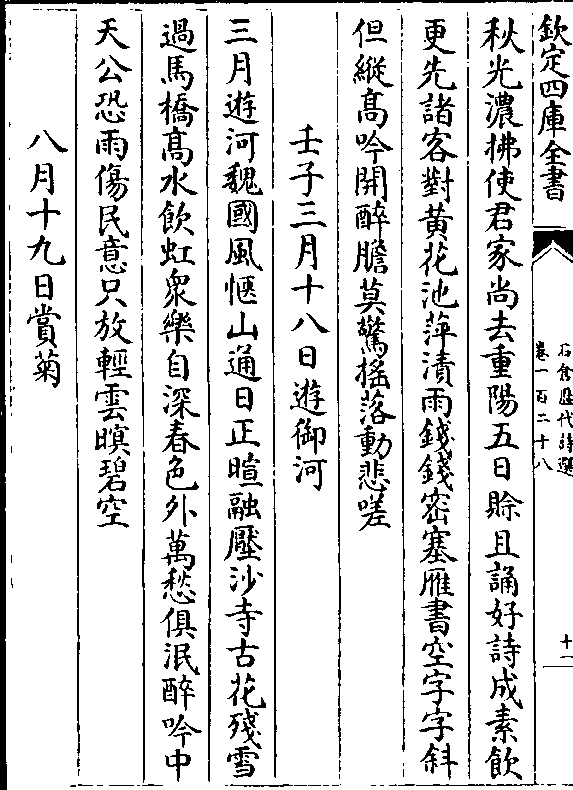 欽定四庫全書
石倉歷代詩選
卷一百二十八
十一
秋光濃拂使君家尚去重陽五日賒且誦好詩成素飲
更先諸客對黃花池萍漬雨錢錢密塞雁書空字字斜
但縱高吟開醉膽莫驚搖落動悲嗟
壬子三月十八日遊御河
三月遊河魏國風愜山通日正暄融壓沙寺古花殘雪
過馬橋高水飲虹衆樂自深春色外萬愁俱泯醉吟中
天公恐雨傷民意只放輕雲暝碧空
八月十九日賞菊